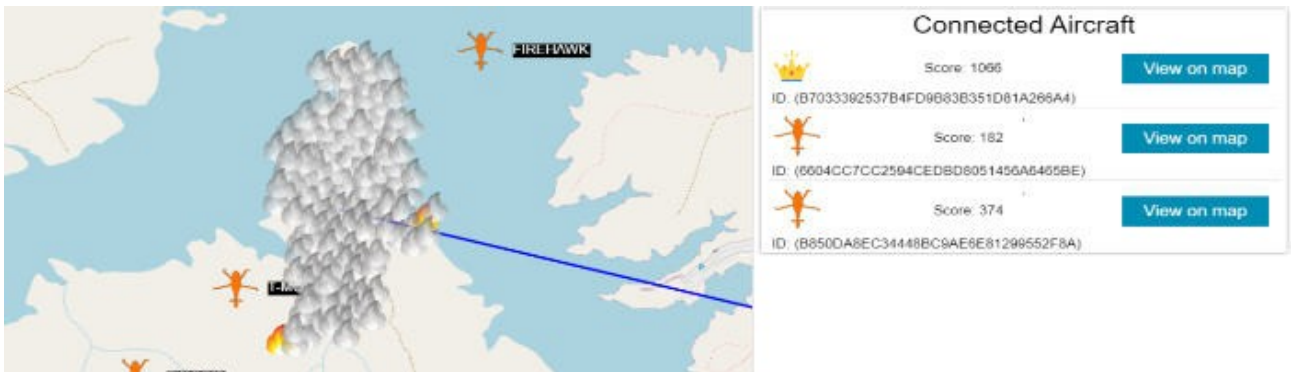 FIREHAWK
Connected Aircraft
Score: 1066
View on map
ID: (B7033392537B4FD9B83B351D81A266A4)
Score: 182
View on map
ID: (6604CC7CC2594CEDBD8051456A6465BE)
Score: 374
View on map
ID: (B850DA8EC34448BC9AE6E81299552F8A)